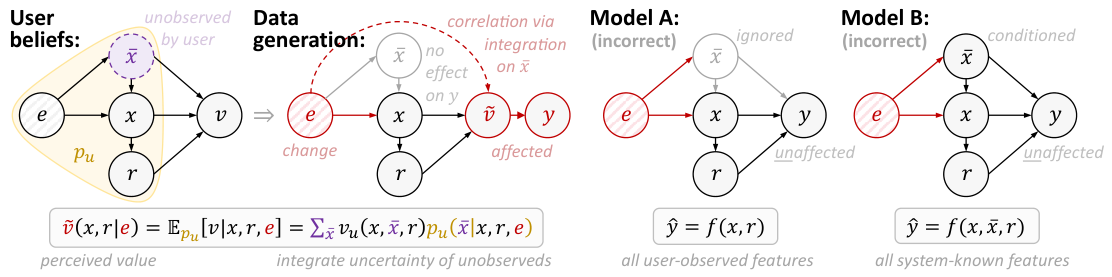 User
beliefs:
unobserved
by user
x̄
e
x
v
p_u
r
⇒
Data
generation:
correlation via
integration
on x̄
x̄
no
effect
on y
e
x
ṽ
y
change
affected
r
Model A:
(incorrect)
ignored
x̄
e
x
y
unaffected
r
Model B:
(incorrect)
conditioned
x̄
e
x
y
unaffected
r
ṽ(x, r|e) = 𝔼_{p_u}[v|x, r, e] = ∑_{x̄} v_u(x, x̄, r)p_u(x̄|x, r, e)
ŷ = f(x, r)
ŷ = f(x, x̄, r)
perceived value
integrate uncertainty of unobserveds
all user-observed features
all system-known features